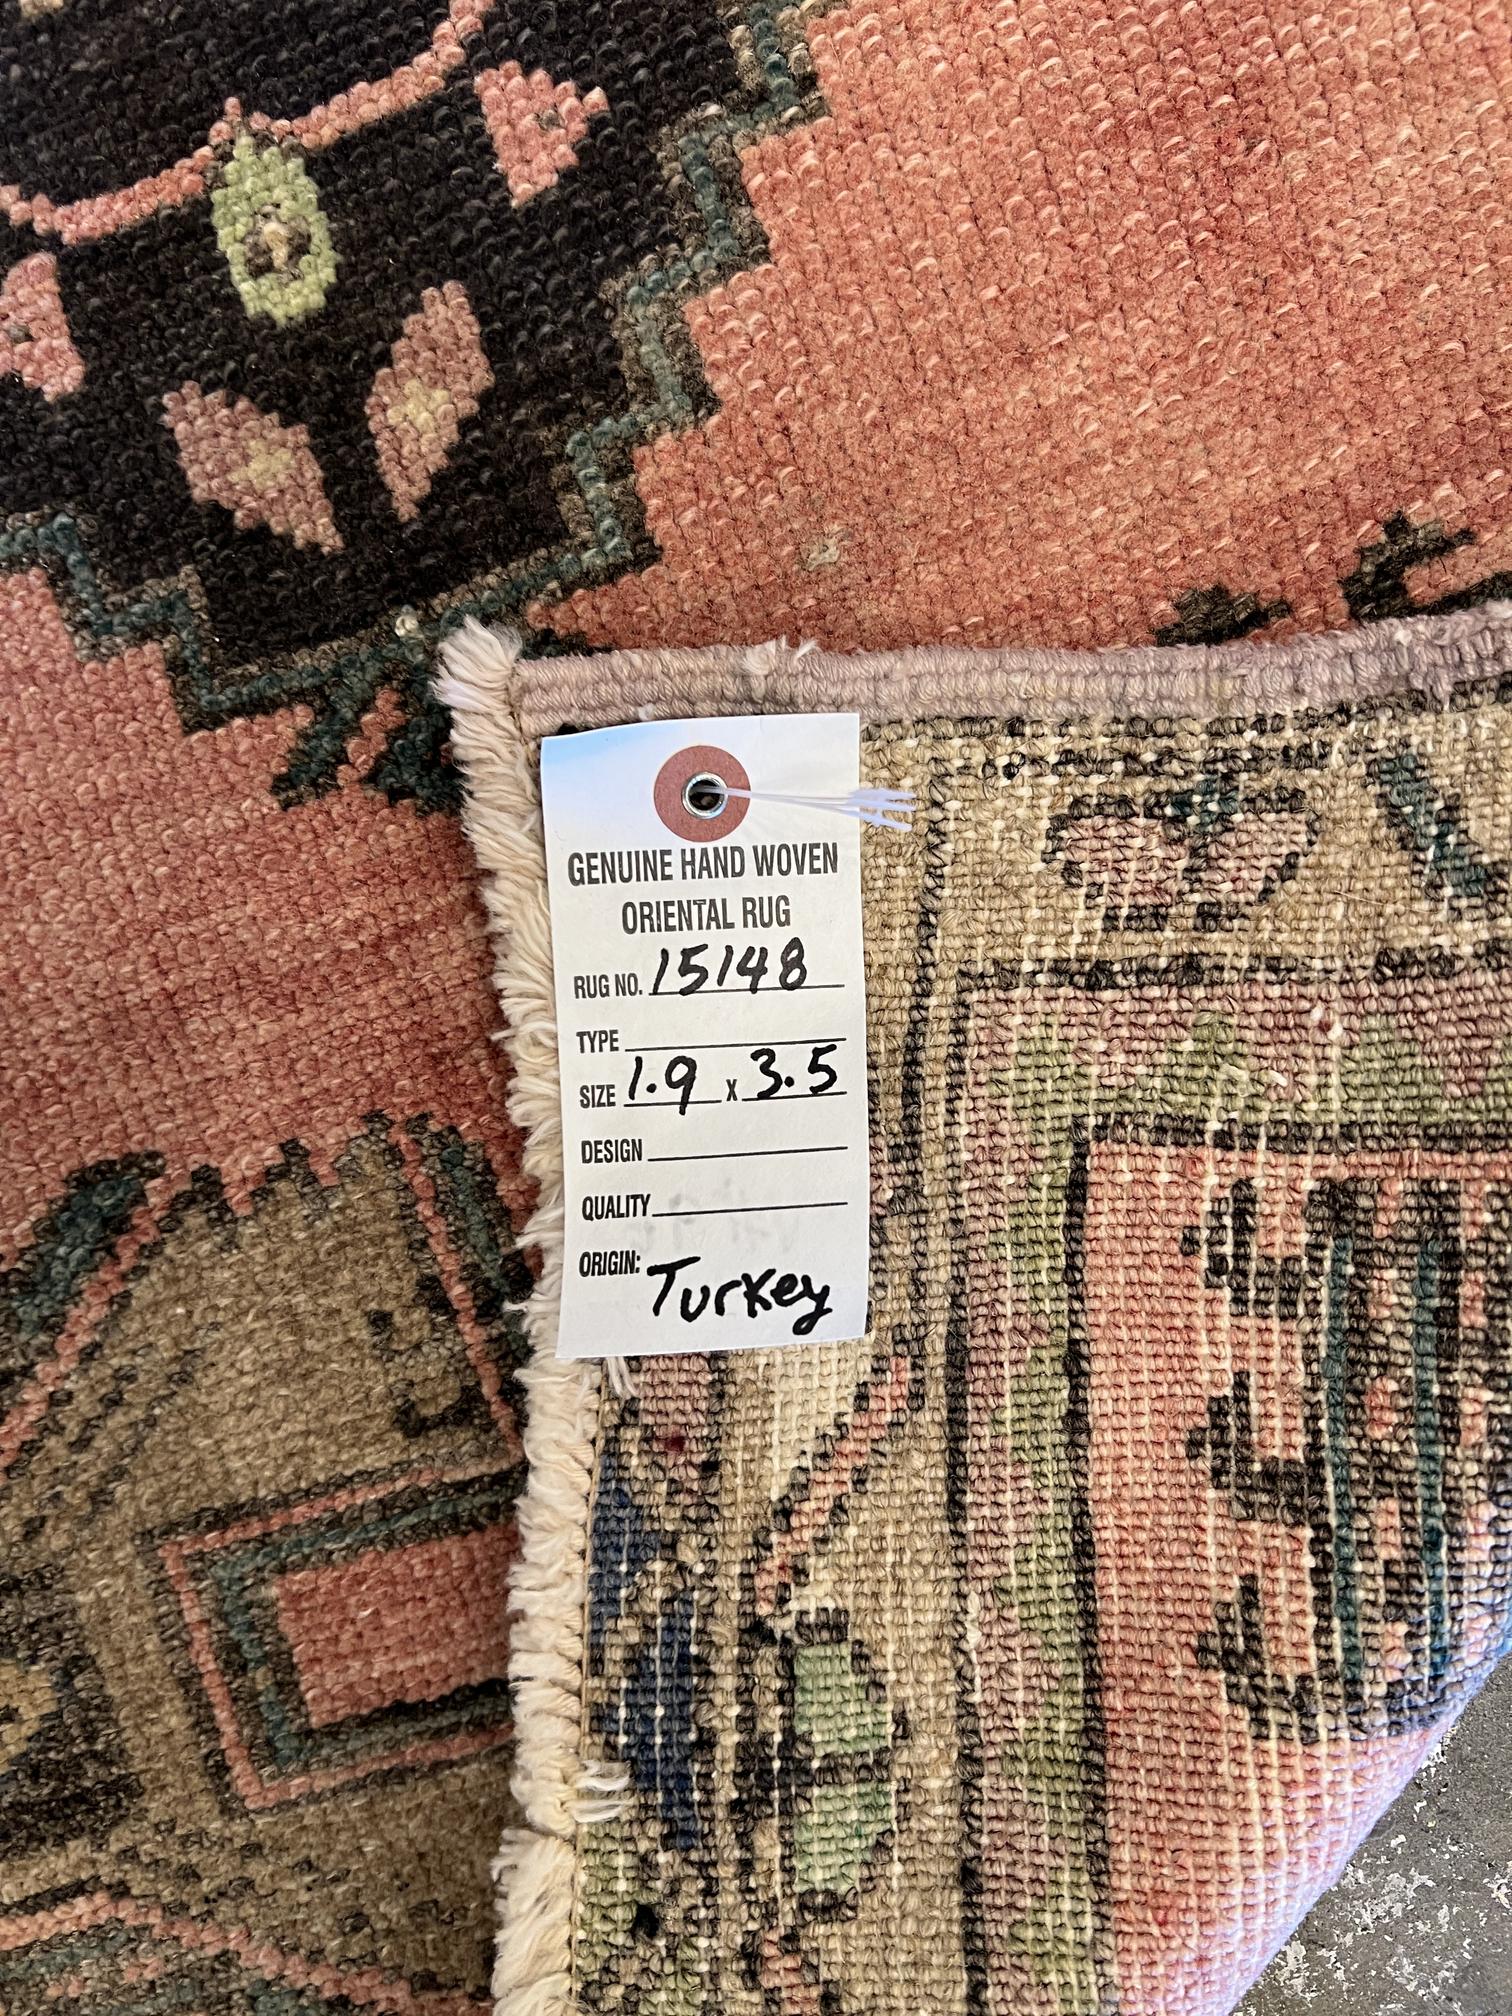 GENUINE HAND WOVEN
ORIENTAL RUG
RUG NO. 15148
TYPE
SIZE 1.9 x 3.5
DESIGN
QUALITY
ORIGIN: Turkey